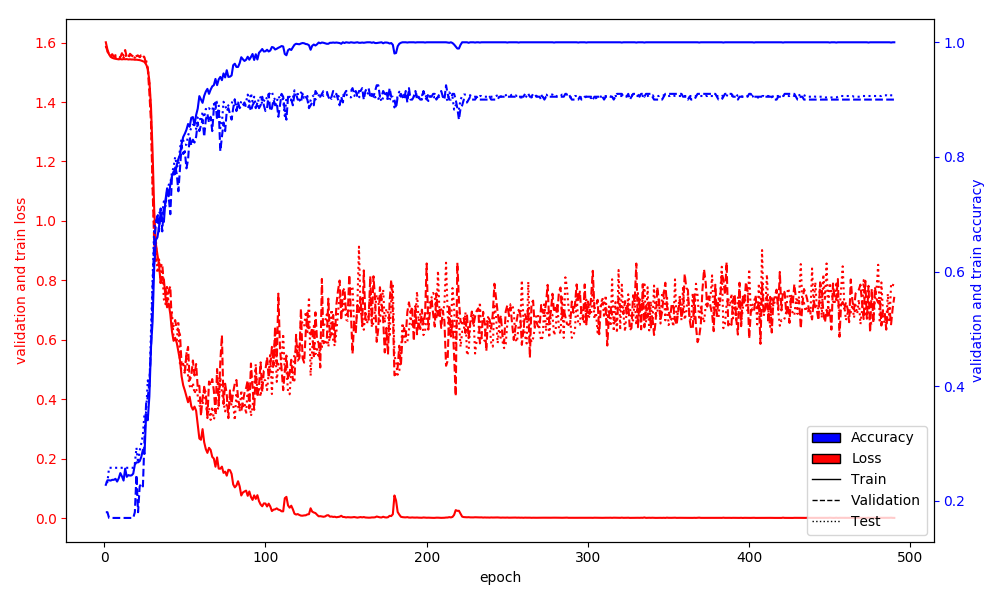 1.6
1.4
1.2
1.0
0.8
0.6
0.4
0.2
0.0
validation and train loss
1.0
0.8
0.6
0.4
0.2
validation and train accuracy
Accuracy
Loss
Train
Validation
Test
0 100 200 300 400 500
epoch